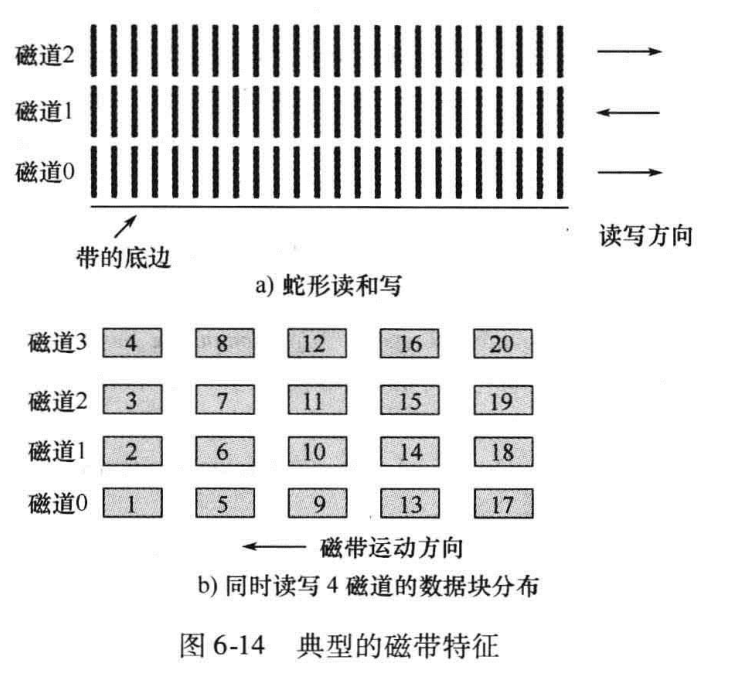 磁道2
磁道1
磁道0
读写方向
带的底边
a) 蛇形读和写
磁道3 4 8 12 16 20
磁道2 3 7 11 15 19
磁道1 2 6 10 14 18
磁道0 1 5 9 13 17
磁带运动方向
b) 同时读写 4 磁道的数据块分布
图 6-14 典型的磁带特征